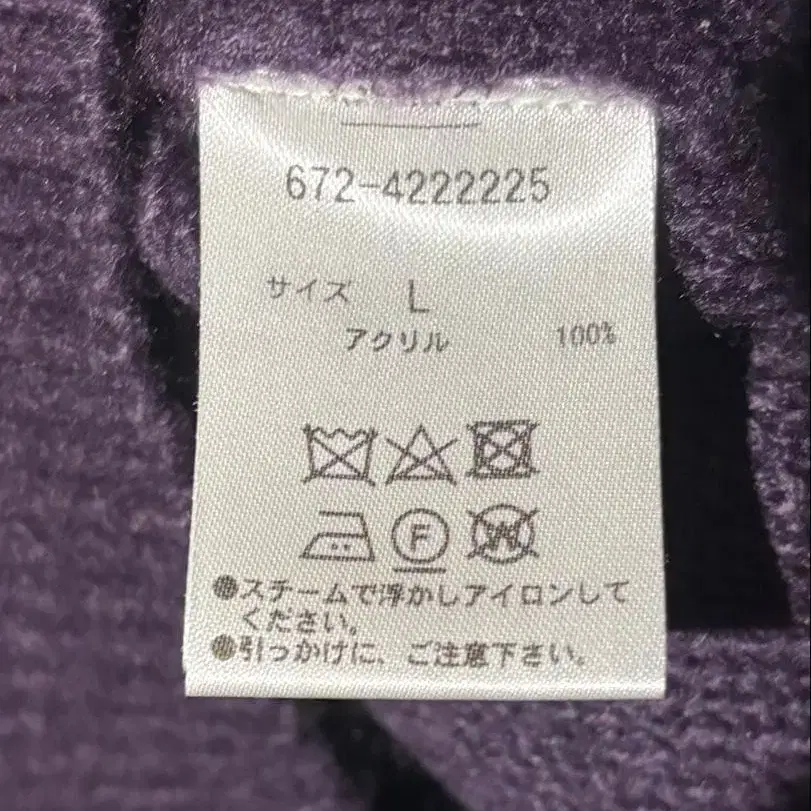 672-4222225
サイズ L
アクリル 100%
F W
●スチームで浮かしアイロンして
ください。
●引っかけに、ご注意下さい。